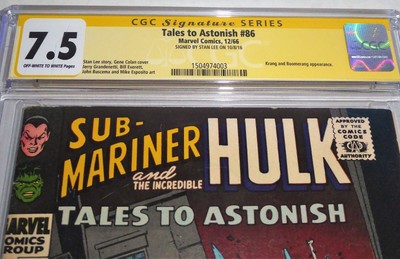 CGC Signature SERIES
7.5
OFF-WHITE TO WHITE Pages
Tales to Astonish #86
Marvel Comics, 12/66
SIGNED BY STAN LEE ON 10/8/16
Stan Lee story, Gene Colan cover
Jerry Grandenetti, Bill Everett,
John Buscema and Mike Esposito art
Krang and Boomerang appearance
1504974003
SUB-
MARINER
and
THE INCREDIBLE
HULK
APPROVED
BY THE
COMICS
CODE
AUTHORITY
TALES TO ASTONISH
MARVEL
COMICS
GROUP